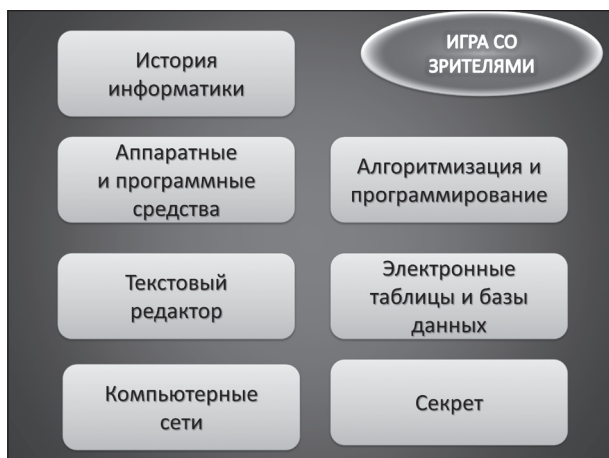 ИГРА СО
ЗРИТЕЛЯМИ
История
информатики
Аппаратные
и программные
средства
Алгоритмизация и
программирование
Текстовый
редактор
Электронные
таблицы и базы
данных
Компьютерные
сети
Секрет